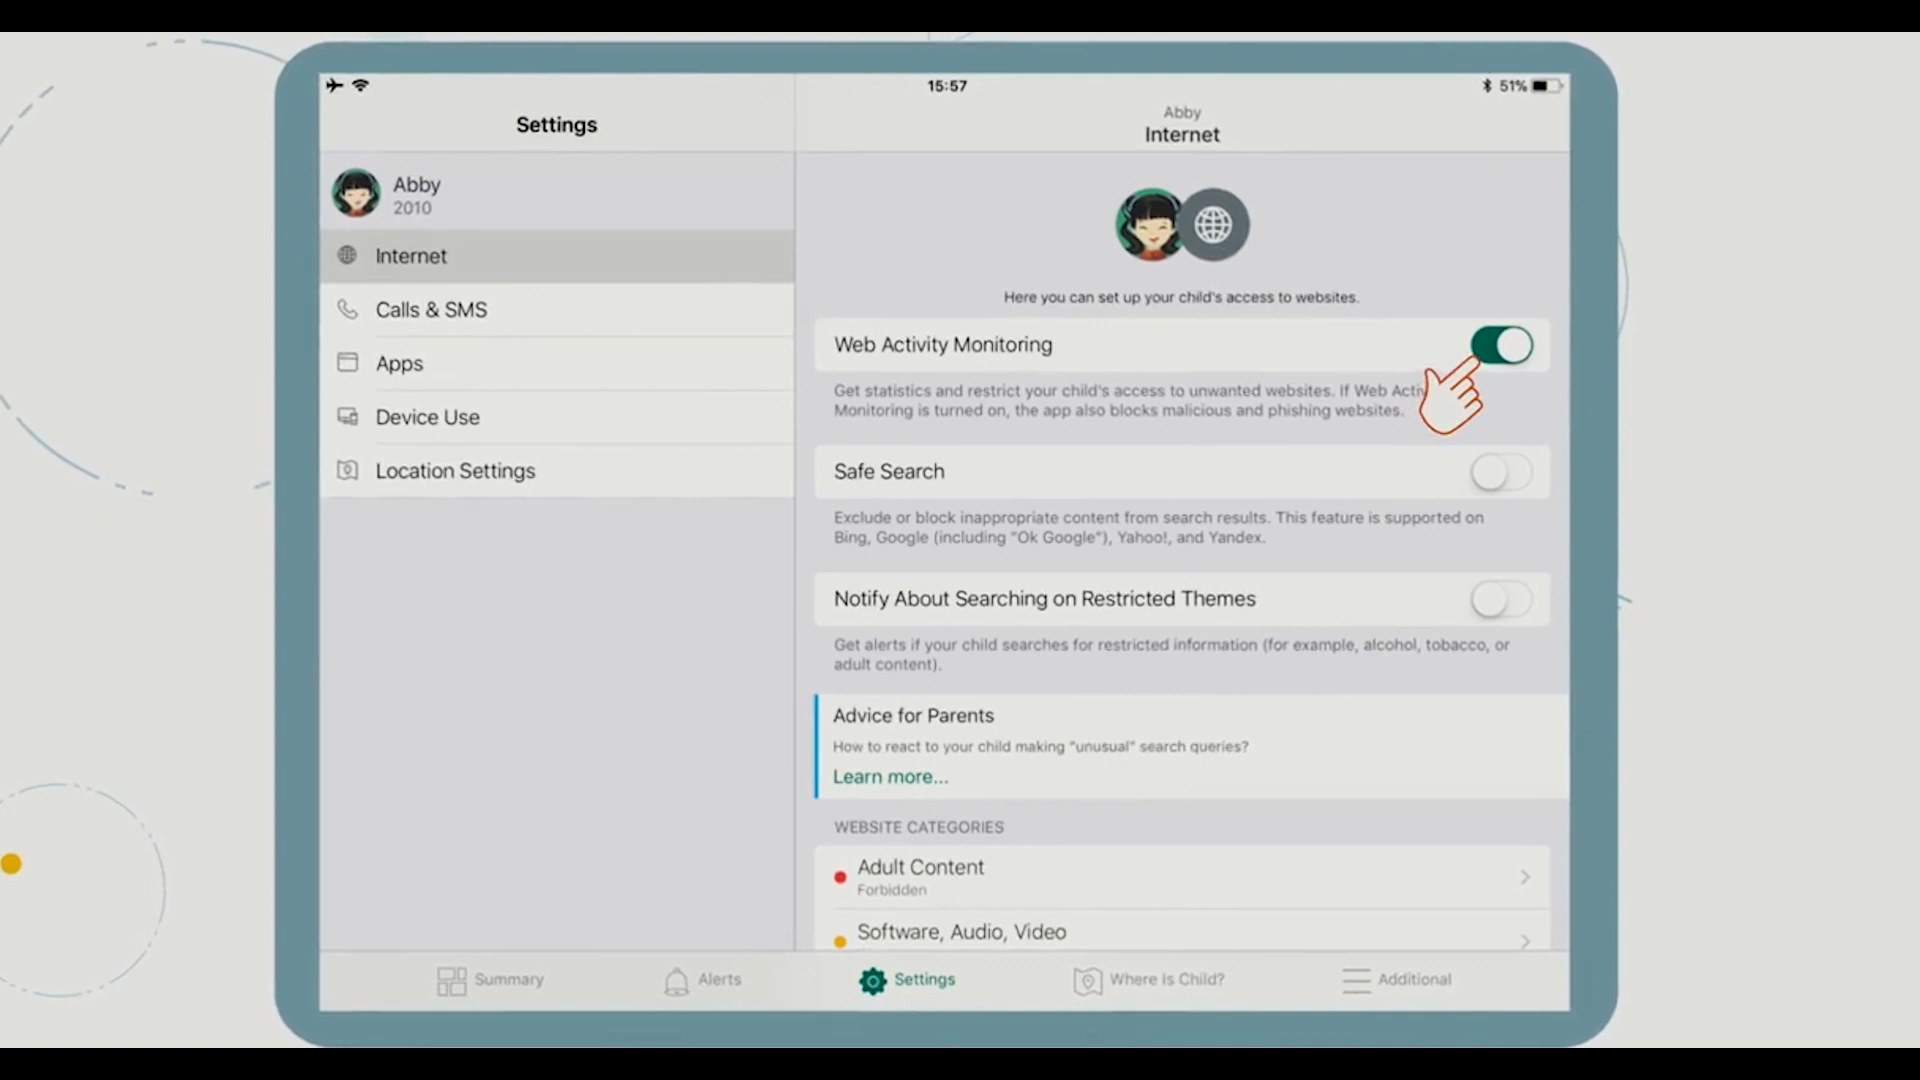 15:57
51%
Settings
Abby
Internet
Abby
2010
Internet
Calls & SMS
Apps
Device Use
Location Settings
Here you can set up your child's access to websites.
Web Activity Monitoring
Get statistics and restrict your child's access to unwanted websites. If Web Activ
Monitoring is turned on, the app also blocks malicious and phishing websites.
Safe Search
Exclude or block inappropriate content from search results. This feature is supported on
Bing, Google (including "Ok Google"), Yahoo!, and Yandex.
Notify About Searching on Restricted Themes
Get alerts if your child searches for restricted information (for example, alcohol, tobacco, or
adult content).
Advice for Parents
How to react to your child making "unusual" search queries?
Learn more...
WEBSITE CATEGORIES
Adult Content
Forbidden
Software, Audio, Video
Summary
Alerts
Settings
Where Is Child?
Additional